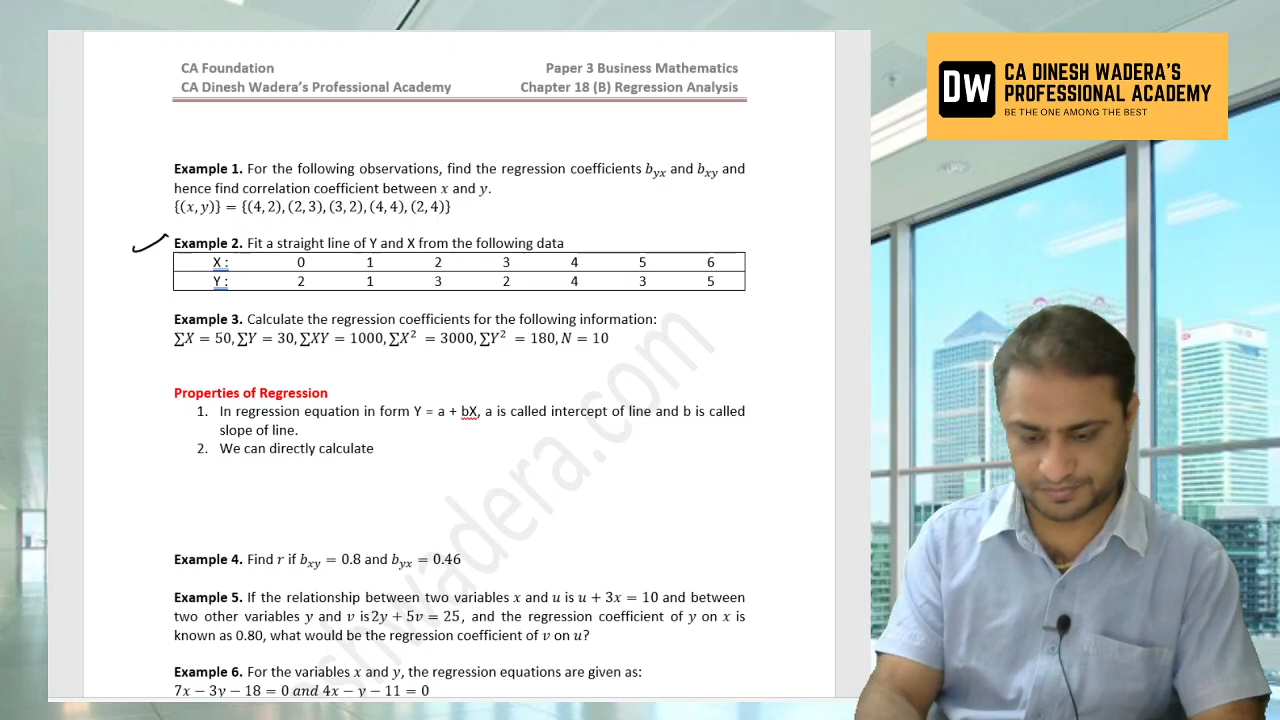 CA Foundation Paper 3 Business Mathematics
CA Dinesh Wadera's Professional Academy Chapter 18 (B) Regression Analysis
DW CA DINESH WADERA'S
PROFESSIONAL ACADEMY
BE THE ONE AMONG THE BEST
Example 1. For the following observations, find the regression coefficients b_yx and b_xy and
hence find correlation coefficient between x and y.
{(x, y)} = {(4, 2), (2, 3), (3, 2), (4, 4), (2, 4)}
Example 2. Fit a straight line of Y and X from the following data
X : 0 1 2 3 4 5 6
Y : 2 1 3 2 4 3 5
Example 3. Calculate the regression coefficients for the following information:
∑X = 50, ∑Y = 30, ∑XY = 1000, ∑X² = 3000, ∑Y² = 180, N = 10
Properties of Regression
1. In regression equation in form Y = a + bX, a is called intercept of line and b is called
slope of line.
2. We can directly calculate
Example 4. Find r if b_xy = 0.8 and b_yx = 0.46
Example 5. If the relationship between two variables x and u is u + 3x = 10 and between
two other variables y and v is 2y + 5v = 25, and the regression coefficient of y on x is
known as 0.80, what would be the regression coefficient of v on u?
Example 6. For the variables x and y, the regression equations are given as:
7x − 3y − 18 = 0 and 4x − y − 11 = 0